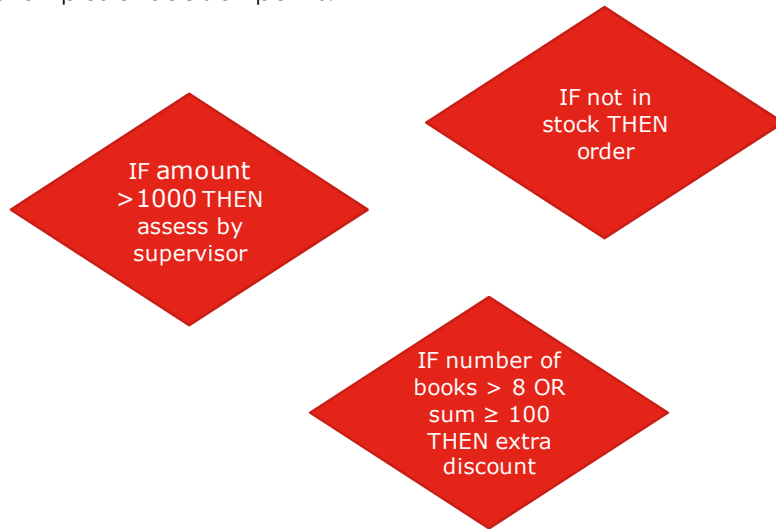 IF not in
stock THEN
order
IF amount
>1000 THEN
assess by
supervisor
IF number of
books > 8 OR
sum ≥ 100
THEN extra
discount